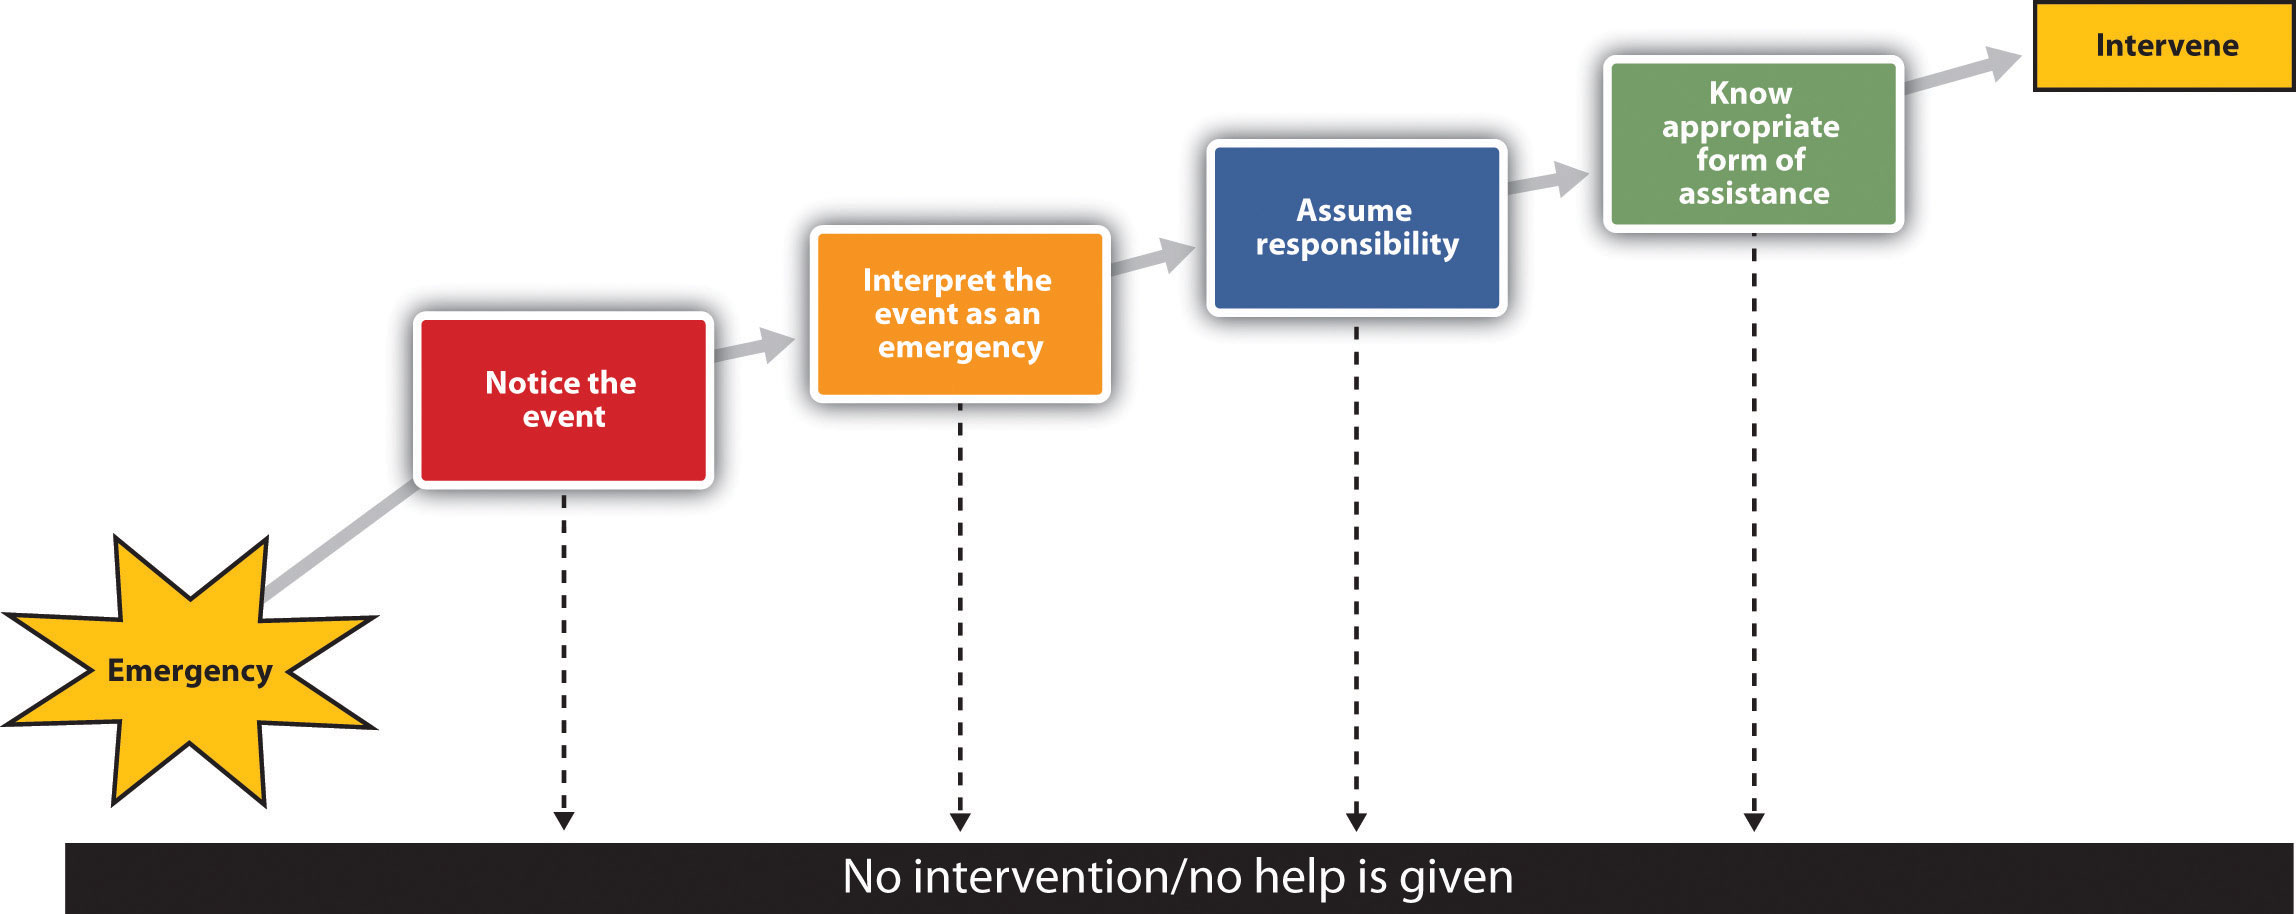 Emergency
Notice the
event
Interpret the
event as an
emergency
Assume
responsibility
Know
appropriate
form of
assistance
Intervene
No intervention/no help is given